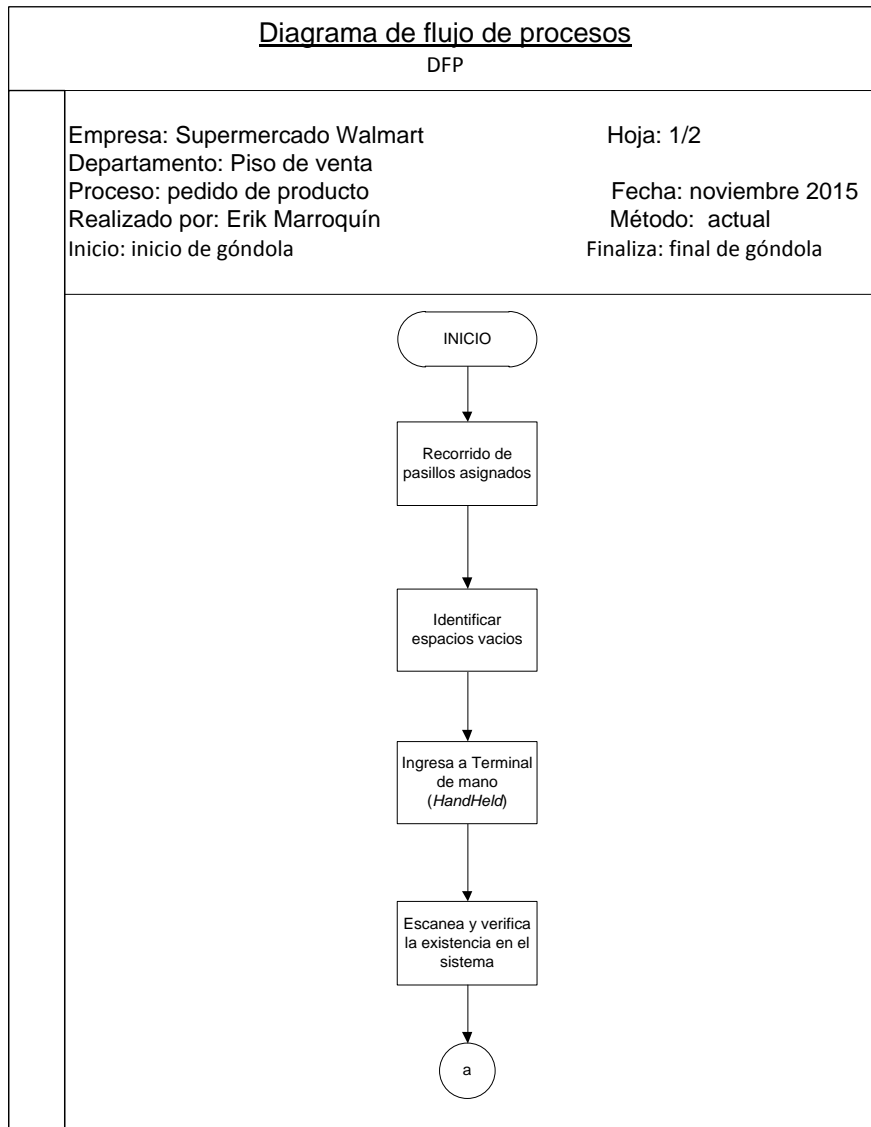 Diagrama de flujo de procesos
DFP
Empresa: Supermercado Walmart Hoja: 1/2
Departamento: Piso de venta
Proceso: pedido de producto Fecha: noviembre 2015
Realizado por: Erik Marroquín Método: actual
Inicio: inicio de góndola Finaliza: final de góndola
INICIO
Recorrido de
pasillos asignados
Identificar
espacios vacios
Ingresa a Terminal
de mano
(HandHeld)
Escanea y verifica
la existencia en el
sistema
a